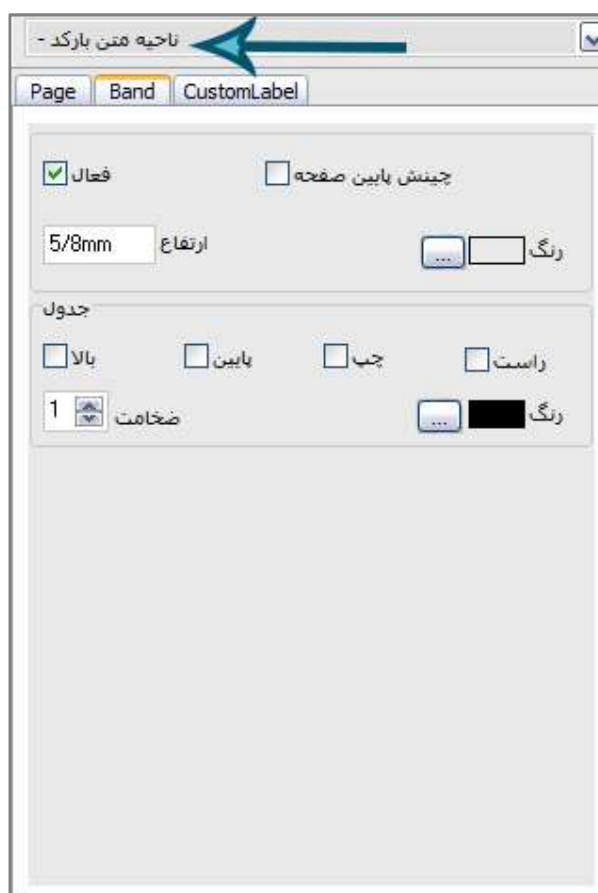 ناحیه متن بارکد -
Page Band CustomLabel
چینش پایین صفحه فعال
رنگ ... ارتفاع 5/8mm
جدول
راست چپ پایین بالا
رنگ ... ضخامت 1